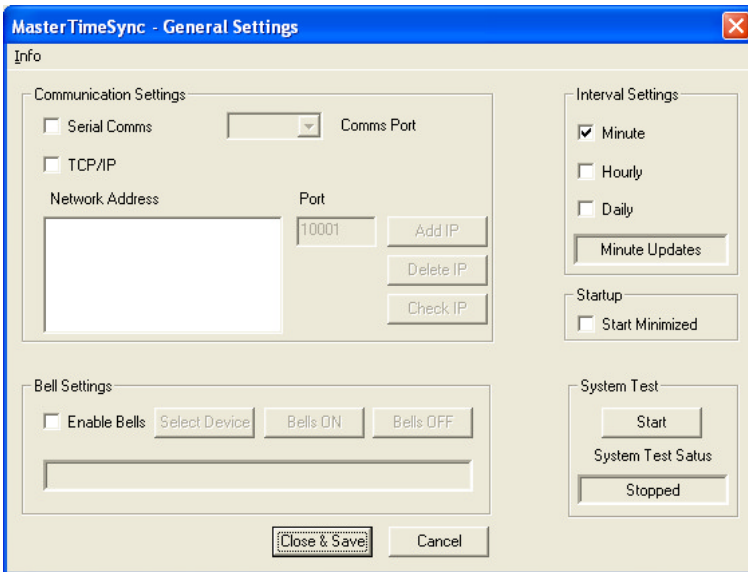 MasterTimeSync - General Settings
Info
Communication Settings
Serial Comms
Comms Port
TCP/IP
Network Address
Port
10001
Add IP
Delete IP
Check IP
Interval Settings
Minute
Hourly
Daily
Minute Updates
Startup
Start Minimized
Bell Settings
Enable Bells
Select Device
Bells ON
Bells OFF
System Test
Start
System Test Satus
Stopped
Close & Save
Cancel